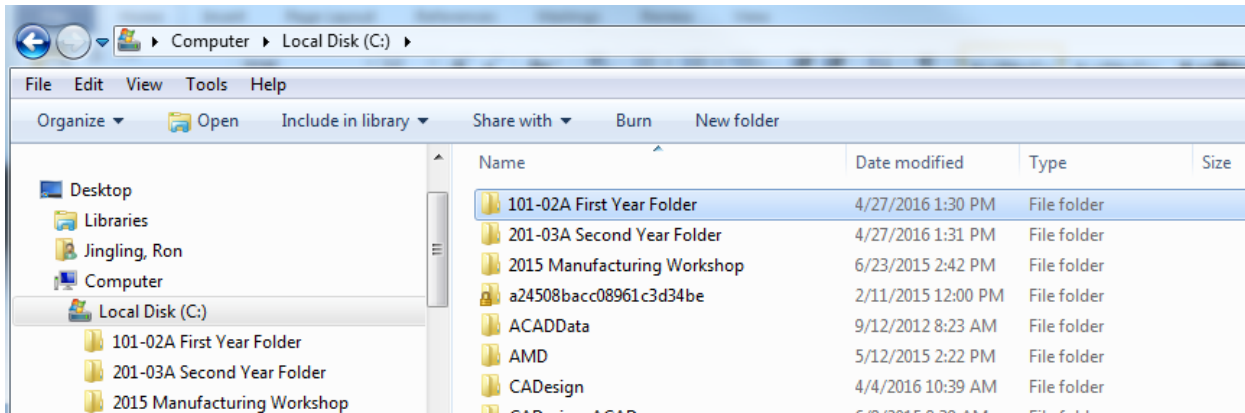 Computer Local Disk (C:)
File Edit View Tools Help
Organize Open Include in library Share with Burn New folder
Name Date modified Type Size
Desktop
Libraries
Jingling, Ron
Computer
Local Disk (C:)
101-02A First Year Folder
201-03A Second Year Folder
2015 Manufacturing Workshop
101-02A First Year Folder 4/27/2016 1:30 PM File folder
201-03A Second Year Folder 4/27/2016 1:31 PM File folder
2015 Manufacturing Workshop 6/23/2015 2:42 PM File folder
a24508bacc08961c3d34be 2/11/2015 12:00 PM File folder
ACADData 9/12/2012 8:23 AM File folder
AMD 5/12/2015 2:22 PM File folder
CADesign 4/4/2016 10:39 AM File folder